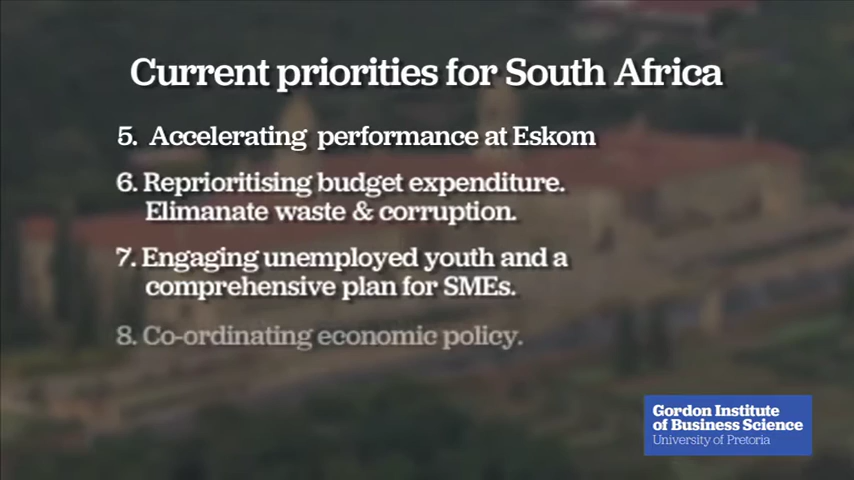 Current priorities for South Africa
5. Accelerating performance at Eskom
6. Reprioritising budget expenditure.
Elimanate waste & corruption.
7. Engaging unemployed youth and a
comprehensive plan for SMEs.
8. Co-ordinating economic policy.
Gordon Institute
of Business Science
University of Pretoria